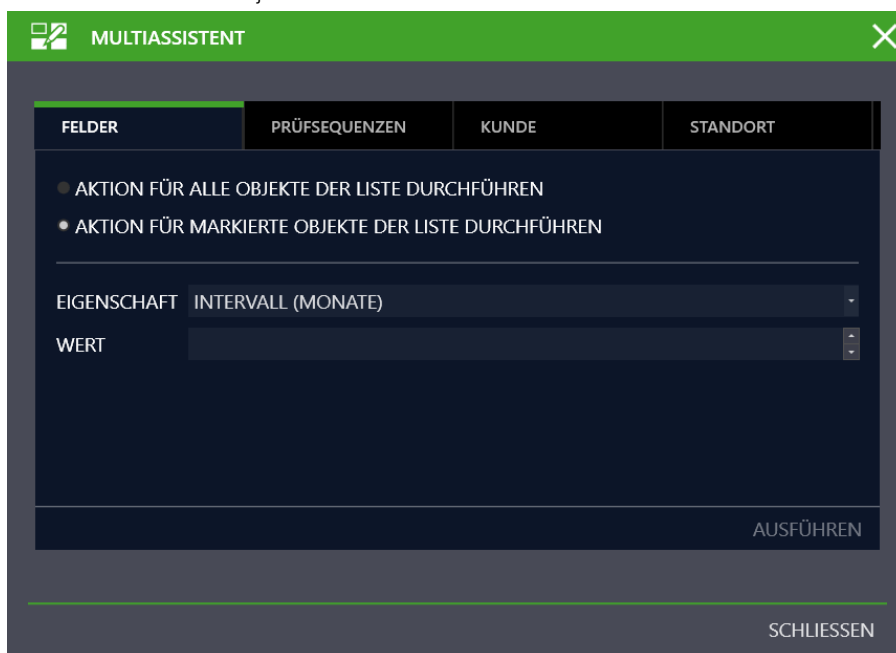 MULTIASSISTENT
FELDER PRÜFSEQUENZEN KUNDE STANDORT
AKTION FÜR ALLE OBJEKTE DER LISTE DURCHFÜHREN
AKTION FÜR MARKIERTE OBJEKTE DER LISTE DURCHFÜHREN
EIGENSCHAFT INTERVALL (MONATE)
WERT
AUSFÜHREN
SCHLIESSEN